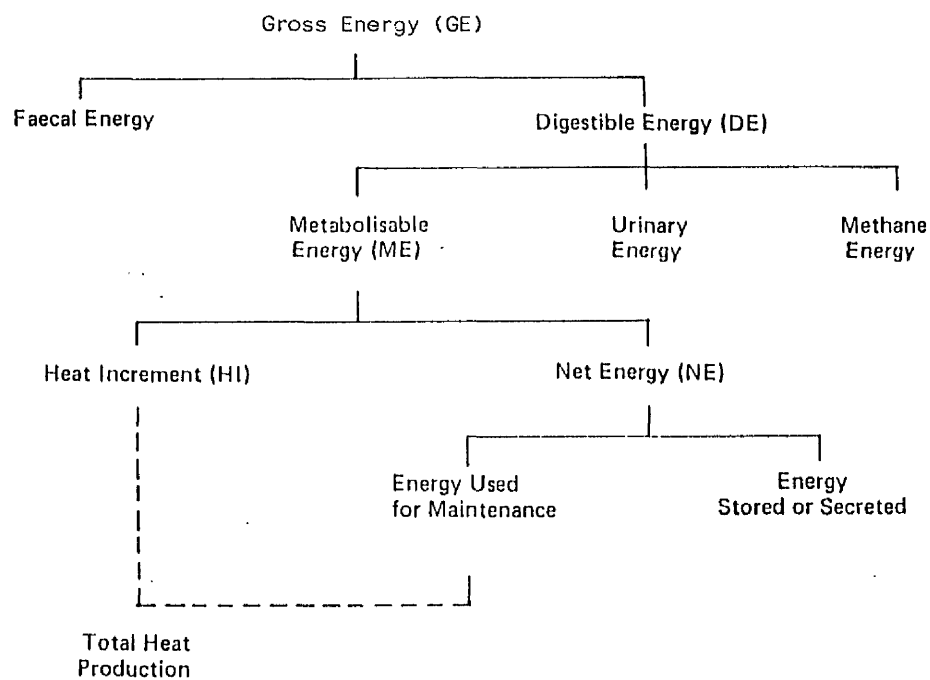 Gross Energy (GE)
Faecal Energy
Digestible Energy (DE)
Metabolisable
Energy (ME)
Urinary
Energy
Methane
Energy
Heat Increment (HI)
Net Energy (NE)
Energy Used
for Maintenance
Energy
Stored or Secreted
Total Heat
Production